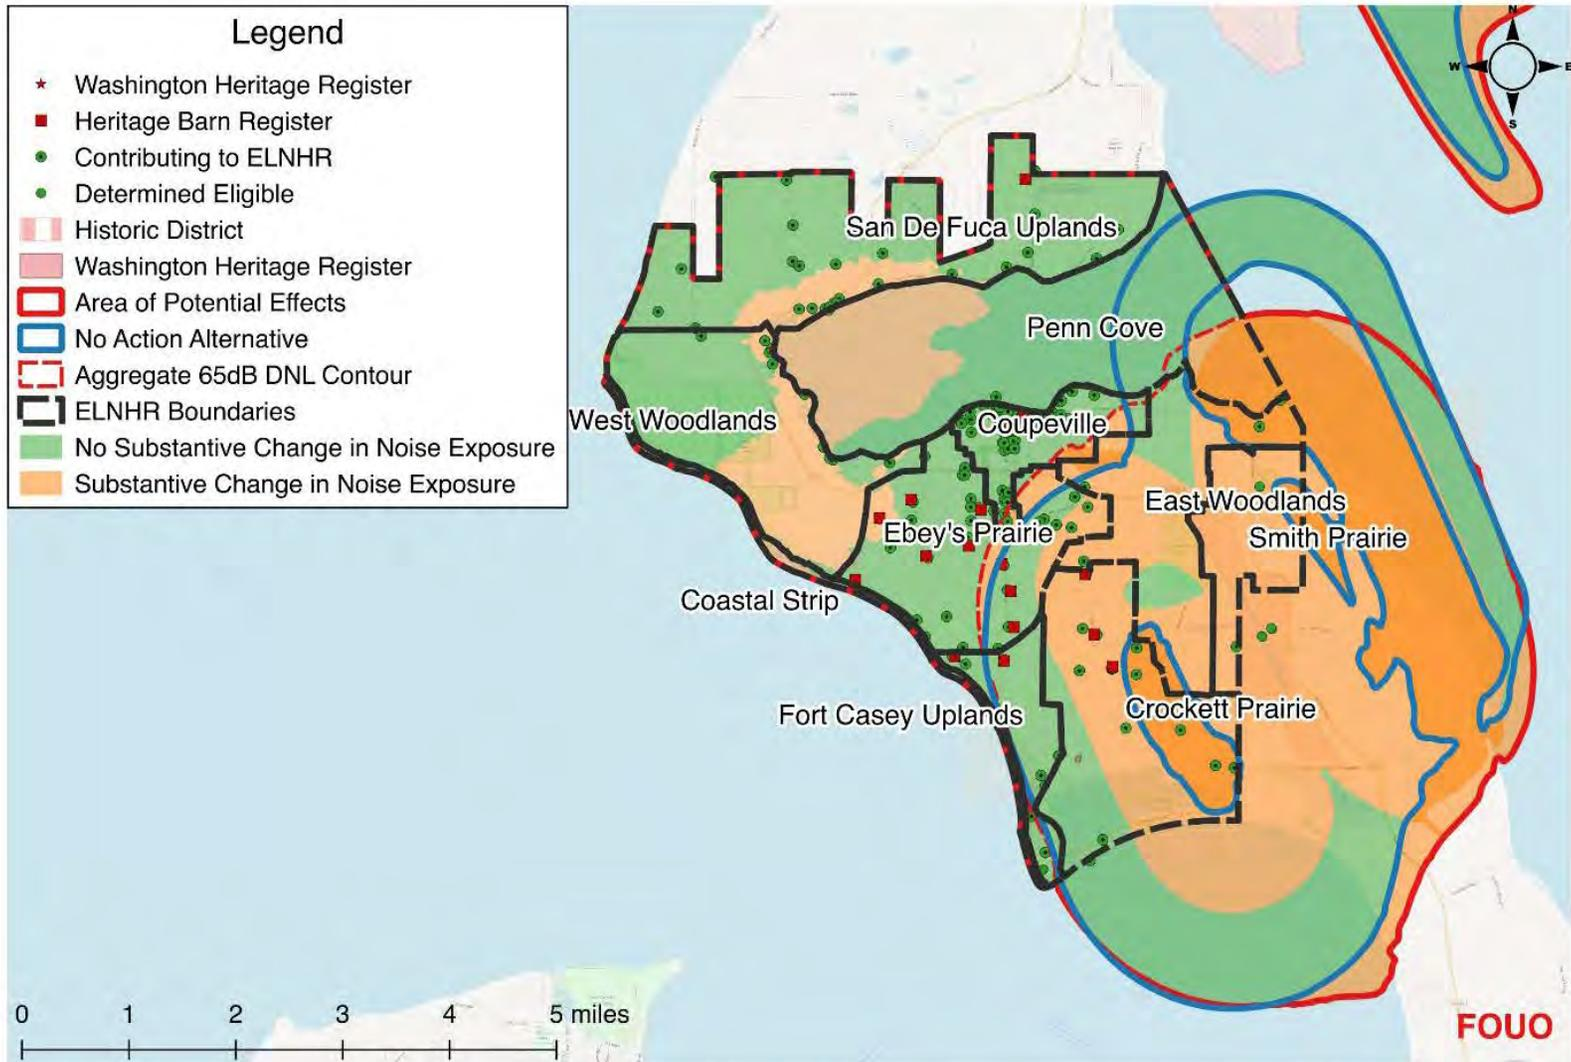 Legend
Washington Heritage Register
Heritage Barn Register
Contributing to ELNHR
Determined Eligible
Historic District
Washington Heritage Register
Area of Potential Effects
No Action Alternative
Aggregate 65dB DNL Contour
ELNHR Boundaries
No Substantive Change in Noise Exposure
Substantive Change in Noise Exposure
N
W
E
S
San De Fuca Uplands
Penn Cove
West Woodlands
Coupeville
East Woodlands
Ebey's Prairie
Smith Prairie
Coastal Strip
Crockett Prairie
Fort Casey Uplands
0 1 2 3 4 5 miles
FOUO